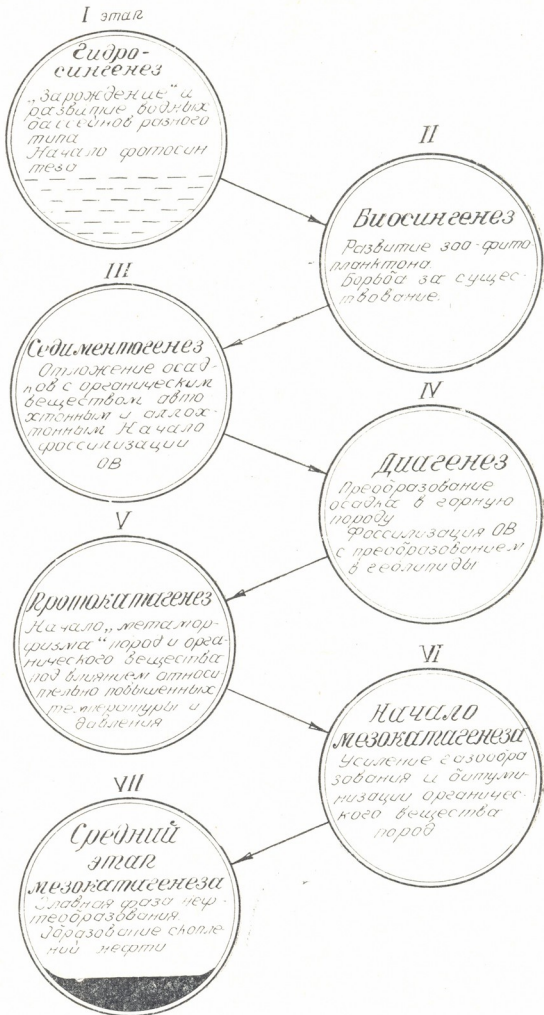 I этап
Гидро-
сингенез
„Зарождение" и
развитие водных
бассейнов разного
типа
Начало фотосин
теза
II
Биосингенез
Развитие зоо-фито
планктона
Борьба за сущес-
твование.
III
Седиментогенез
Отложение осад-
ков с органическим
веществом авто-
хтонным и аллох-
тонным Начало
фоссилизации
ОВ
IV
Диагенез
Преобразование
осадка в горную
породу
Фоссилизация ОВ
с преобразованием
в геолипиды
V
Протокатагенез
Начало „метамор-
физма" пород и орга-
нического вещества
под влиянием относи-
тельно повышенных
температуры и
давления
VI
Начало
мезокатагенеза
Усиление газообра
зования и битуми-
низации органичес-
кого вещества
пород
VII
Средний
этап
мезокатагенеза
Главная фаза неф-
теобразования
Образование скопле
ний нефти